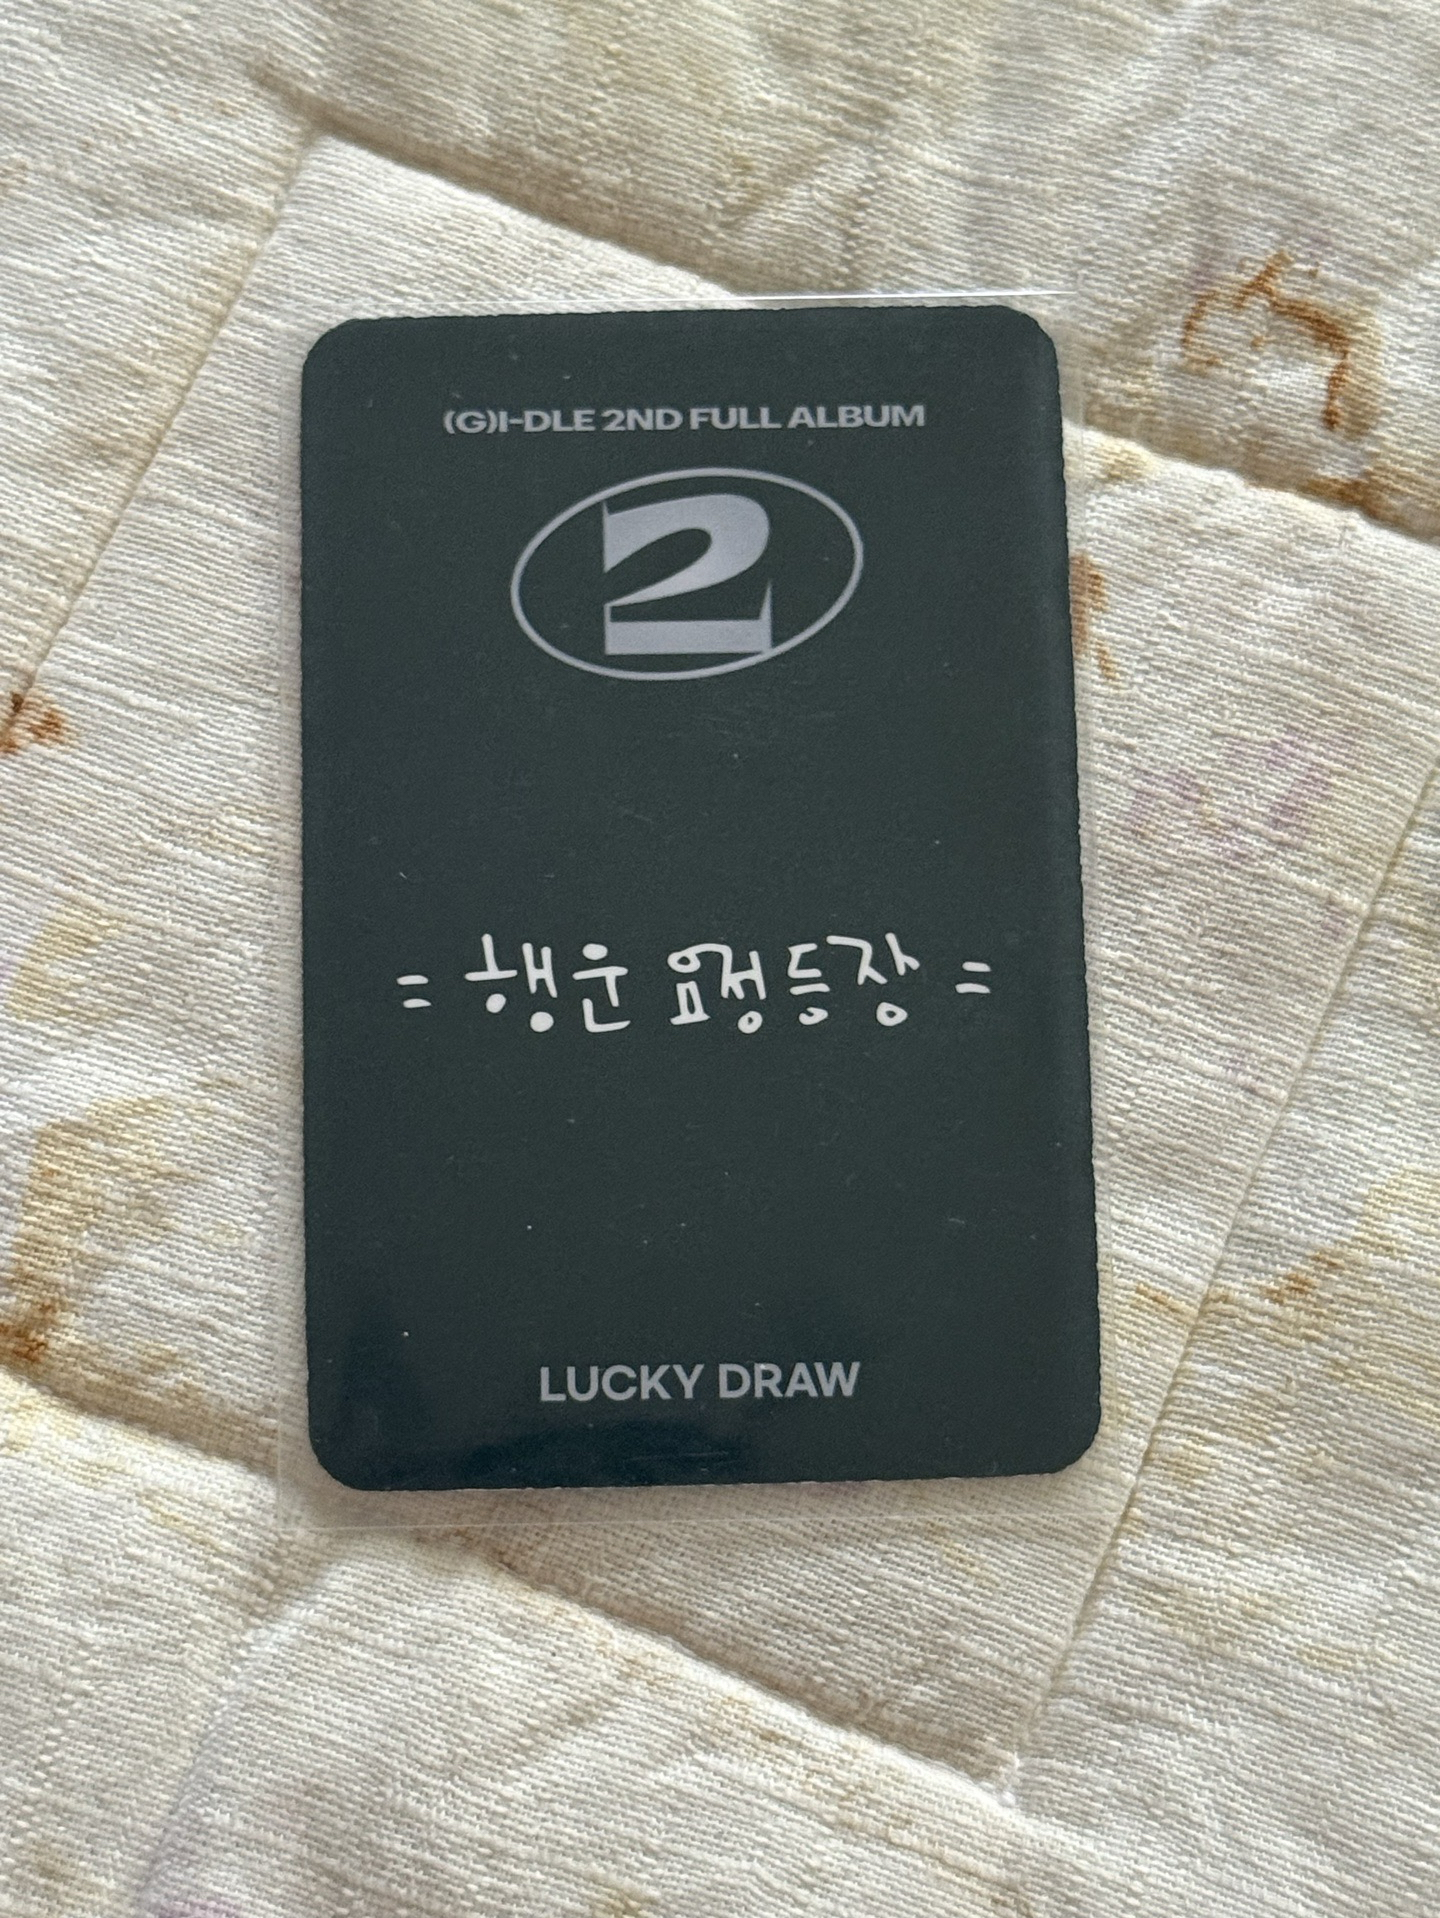 (G)I-DLE 2ND FULL ALBUM
2
= 행운 요정 등장 =
LUCKY DRAW